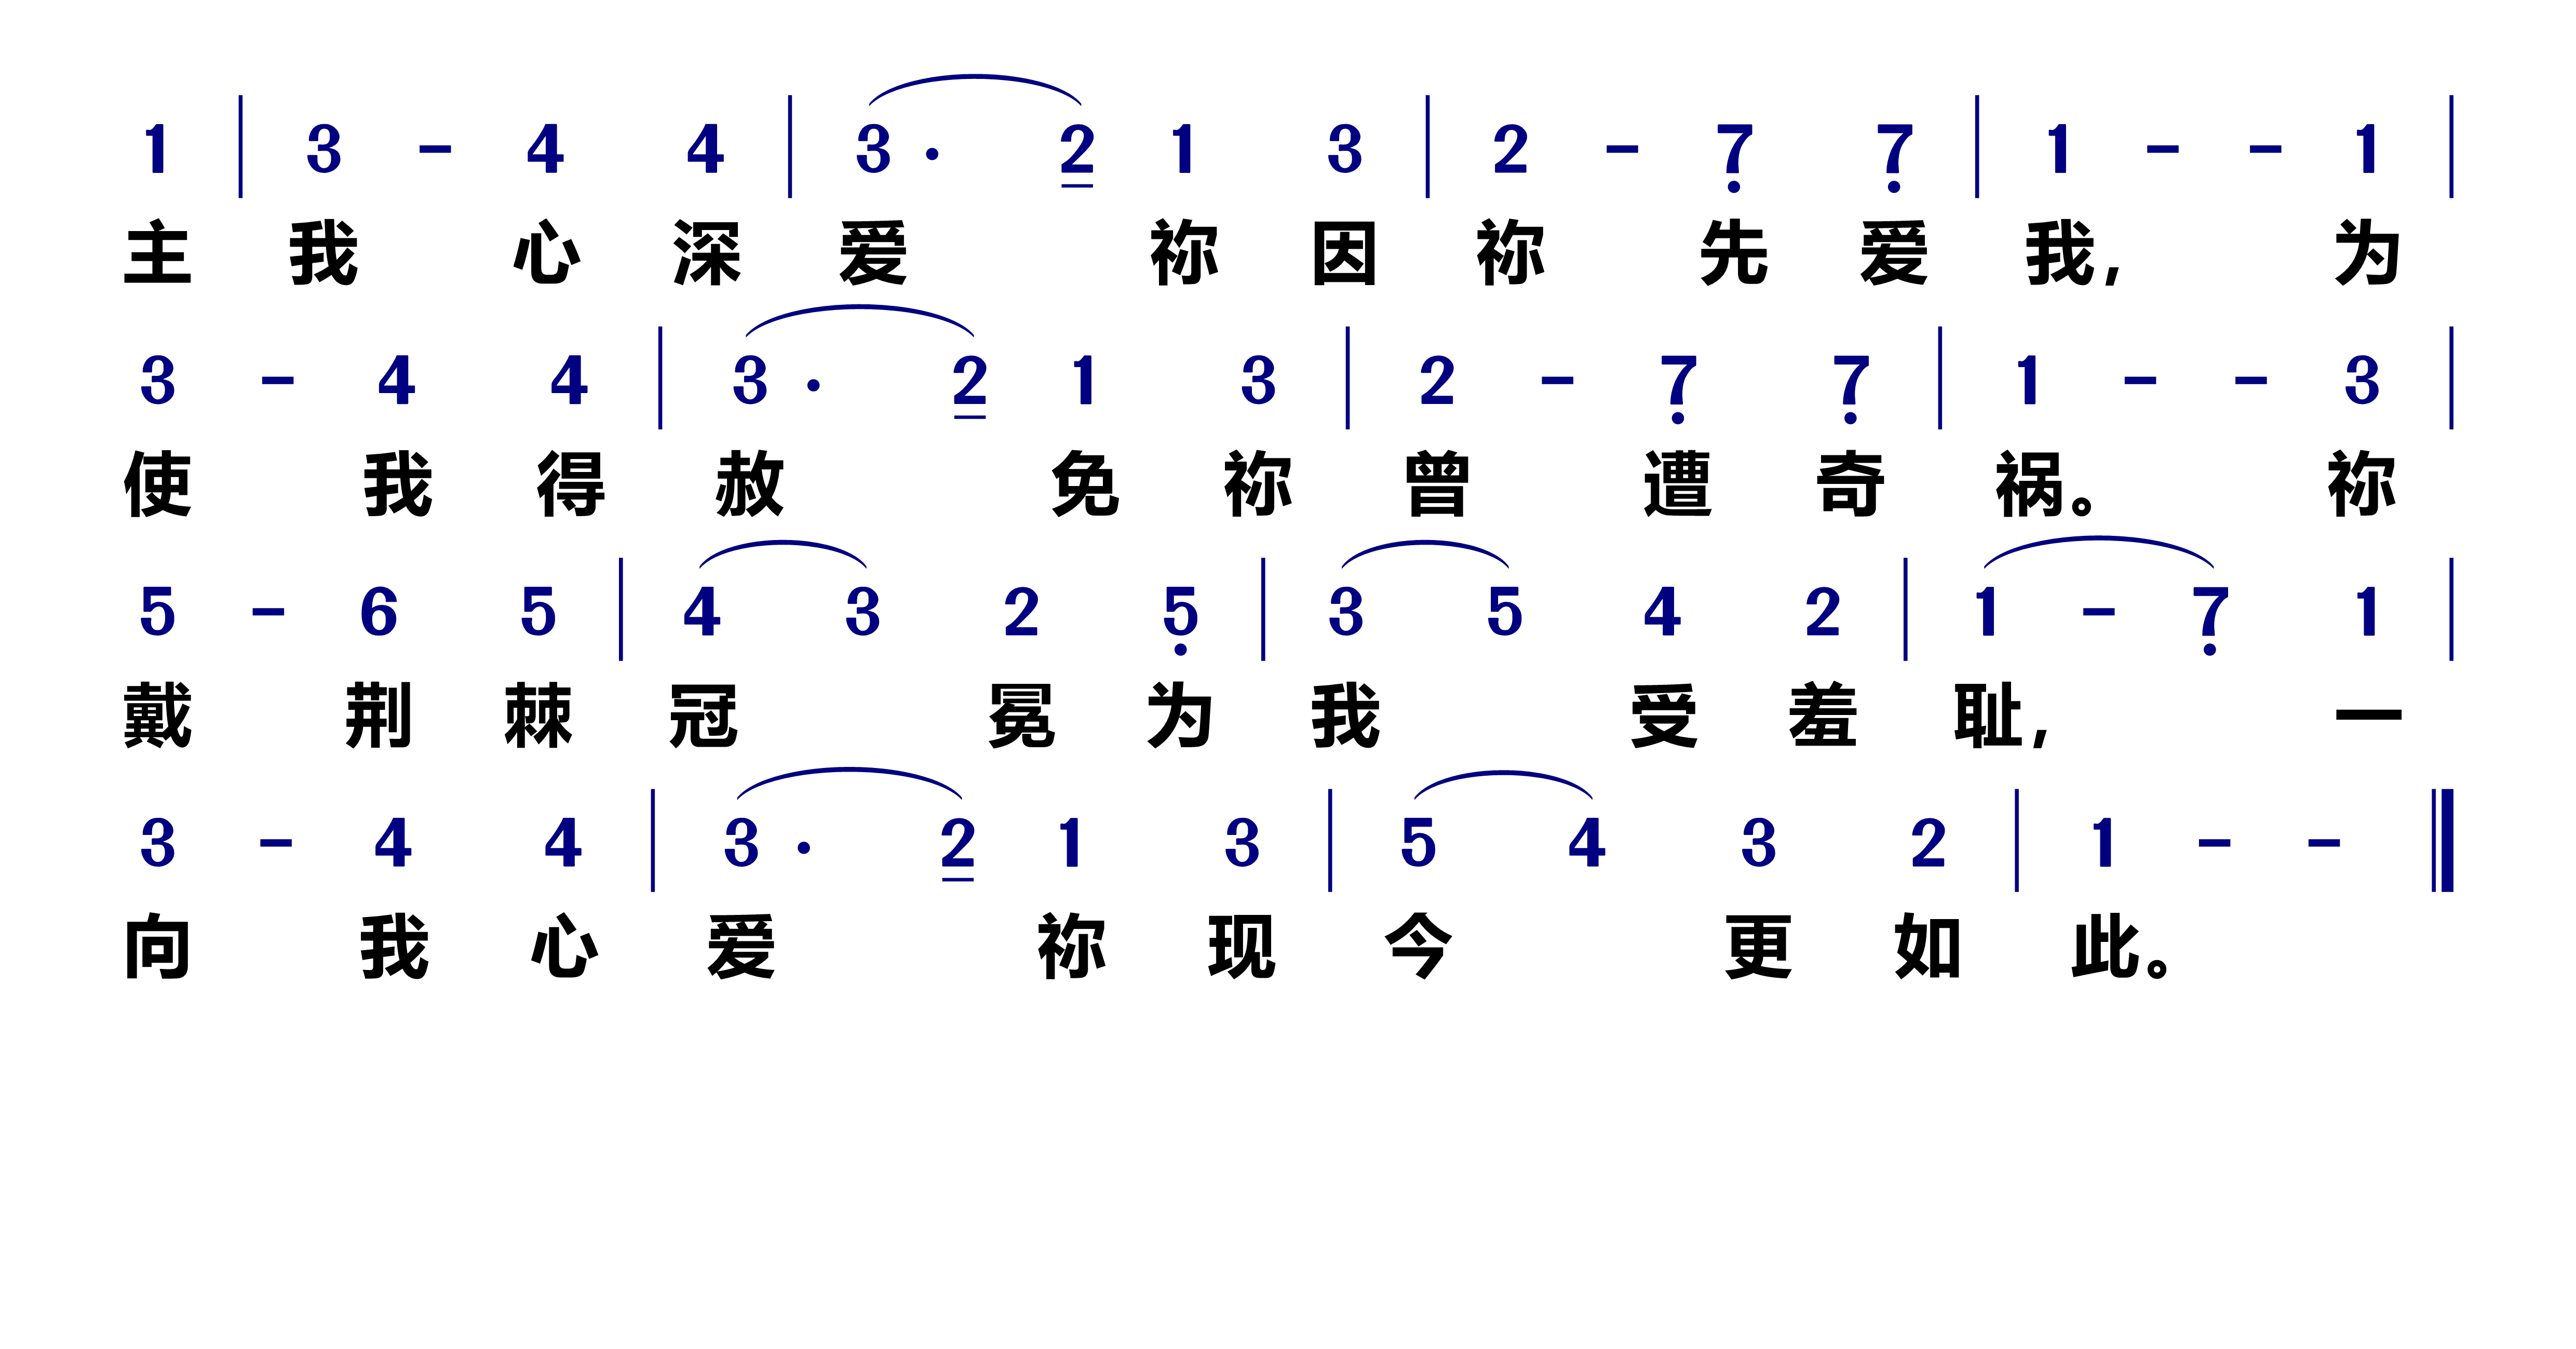 1 | 3 - 4 4 | 3 · 2 1 3 | 2 - 7̣ 7̣ | 1 - - 1 |
主我心深爱祢因祢先爱我，为
3 - 4 4 | 3 · 2 1 3 | 2 - 7̣ 7̣ | 1 - - 3 |
使我得赦免祢曾遭奇祸。祢
5 - 6 5 | 4 3 2 5̣ | 3 5 4 2 | 1 - 7̣ 1 |
戴荆棘冠冕为我受羞耻，一
3 - 4 4 | 3 · 2 1 3 | 5 4 3 2 | 1 - - ‖
向我心爱祢现今更如此。